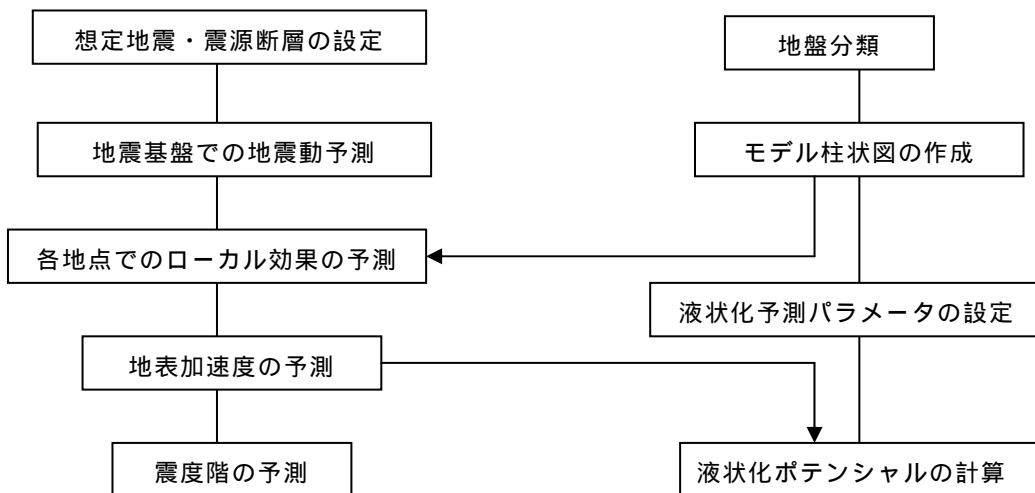 想定地震・震源断層の設定
地盤分類
地震基盤での地震動予測
モデル柱状図の作成
各地点でのローカル効果の予測
液状化予測パラメータの設定
地表加速度の予測
震度階の予測
液状化ポテンシャルの計算